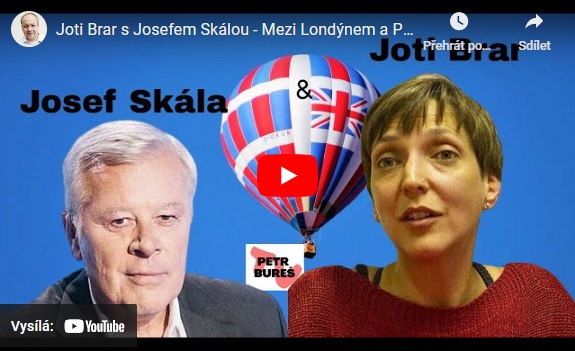 Joti Brar s Josefem Skálou - Mezi Londýnem a P...
Přehrát po...
Sdílet
Joti Brar
&
Josef Skála
PETR
BUREŠ
Vysílá: YouTube